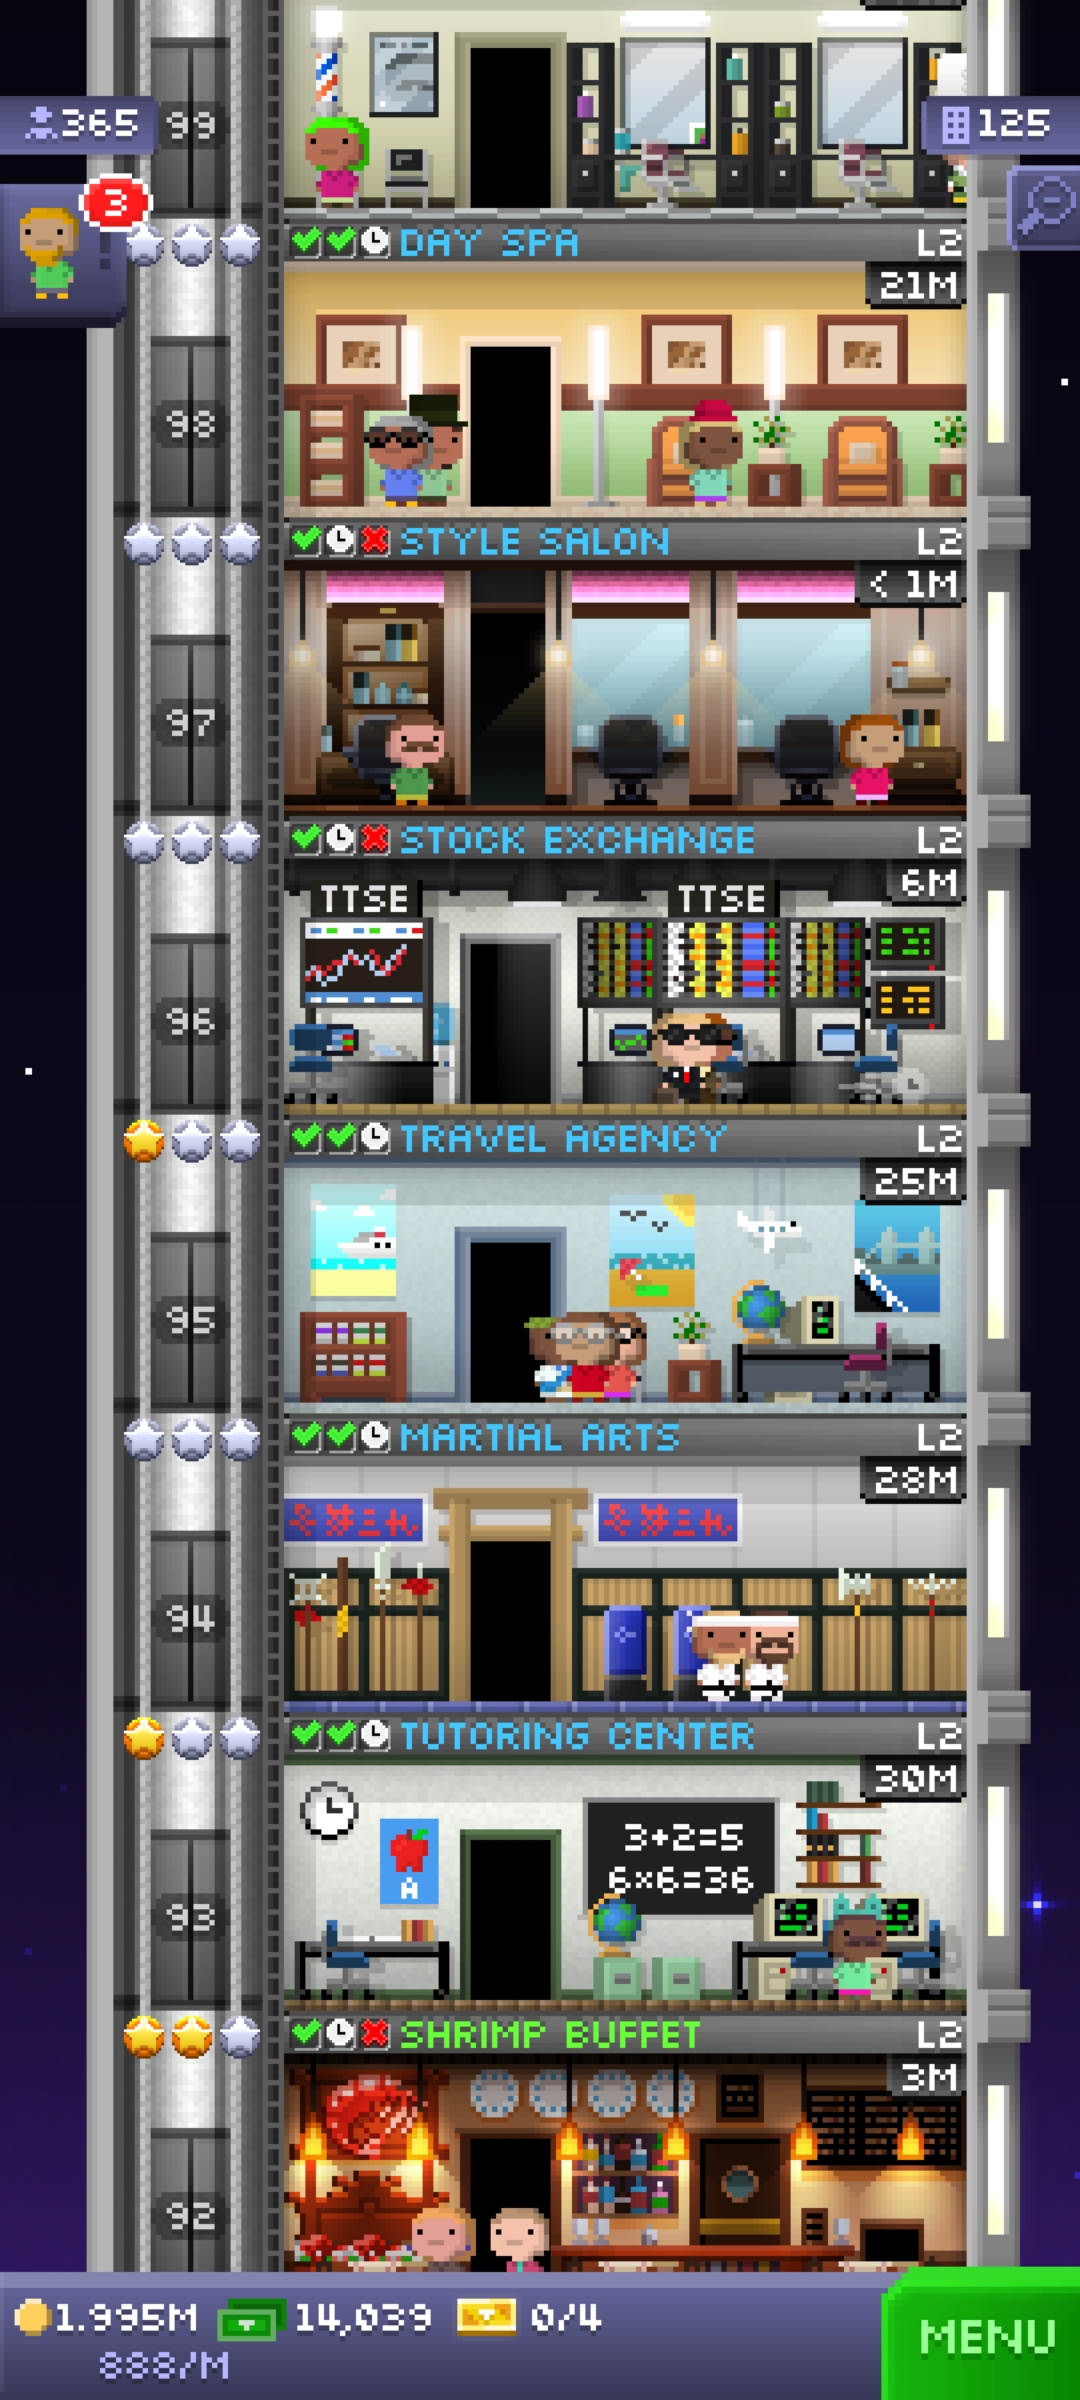 365
99
125
3
DAY SPA L2
21M
98
STYLE SALON L2
< 1M
97
STOCK EXCHANGE L2
6M
TTSE TTSE
96
TRAVEL AGENCY L2
25M
95
MARTIAL ARTS L2
28M
94
TUTORING CENTER L2
30M
3+2=5
6×6=36
A
93
SHRIMP BUFFET L2
3M
92
1.995M 14,039 0/4
MENU
888/M